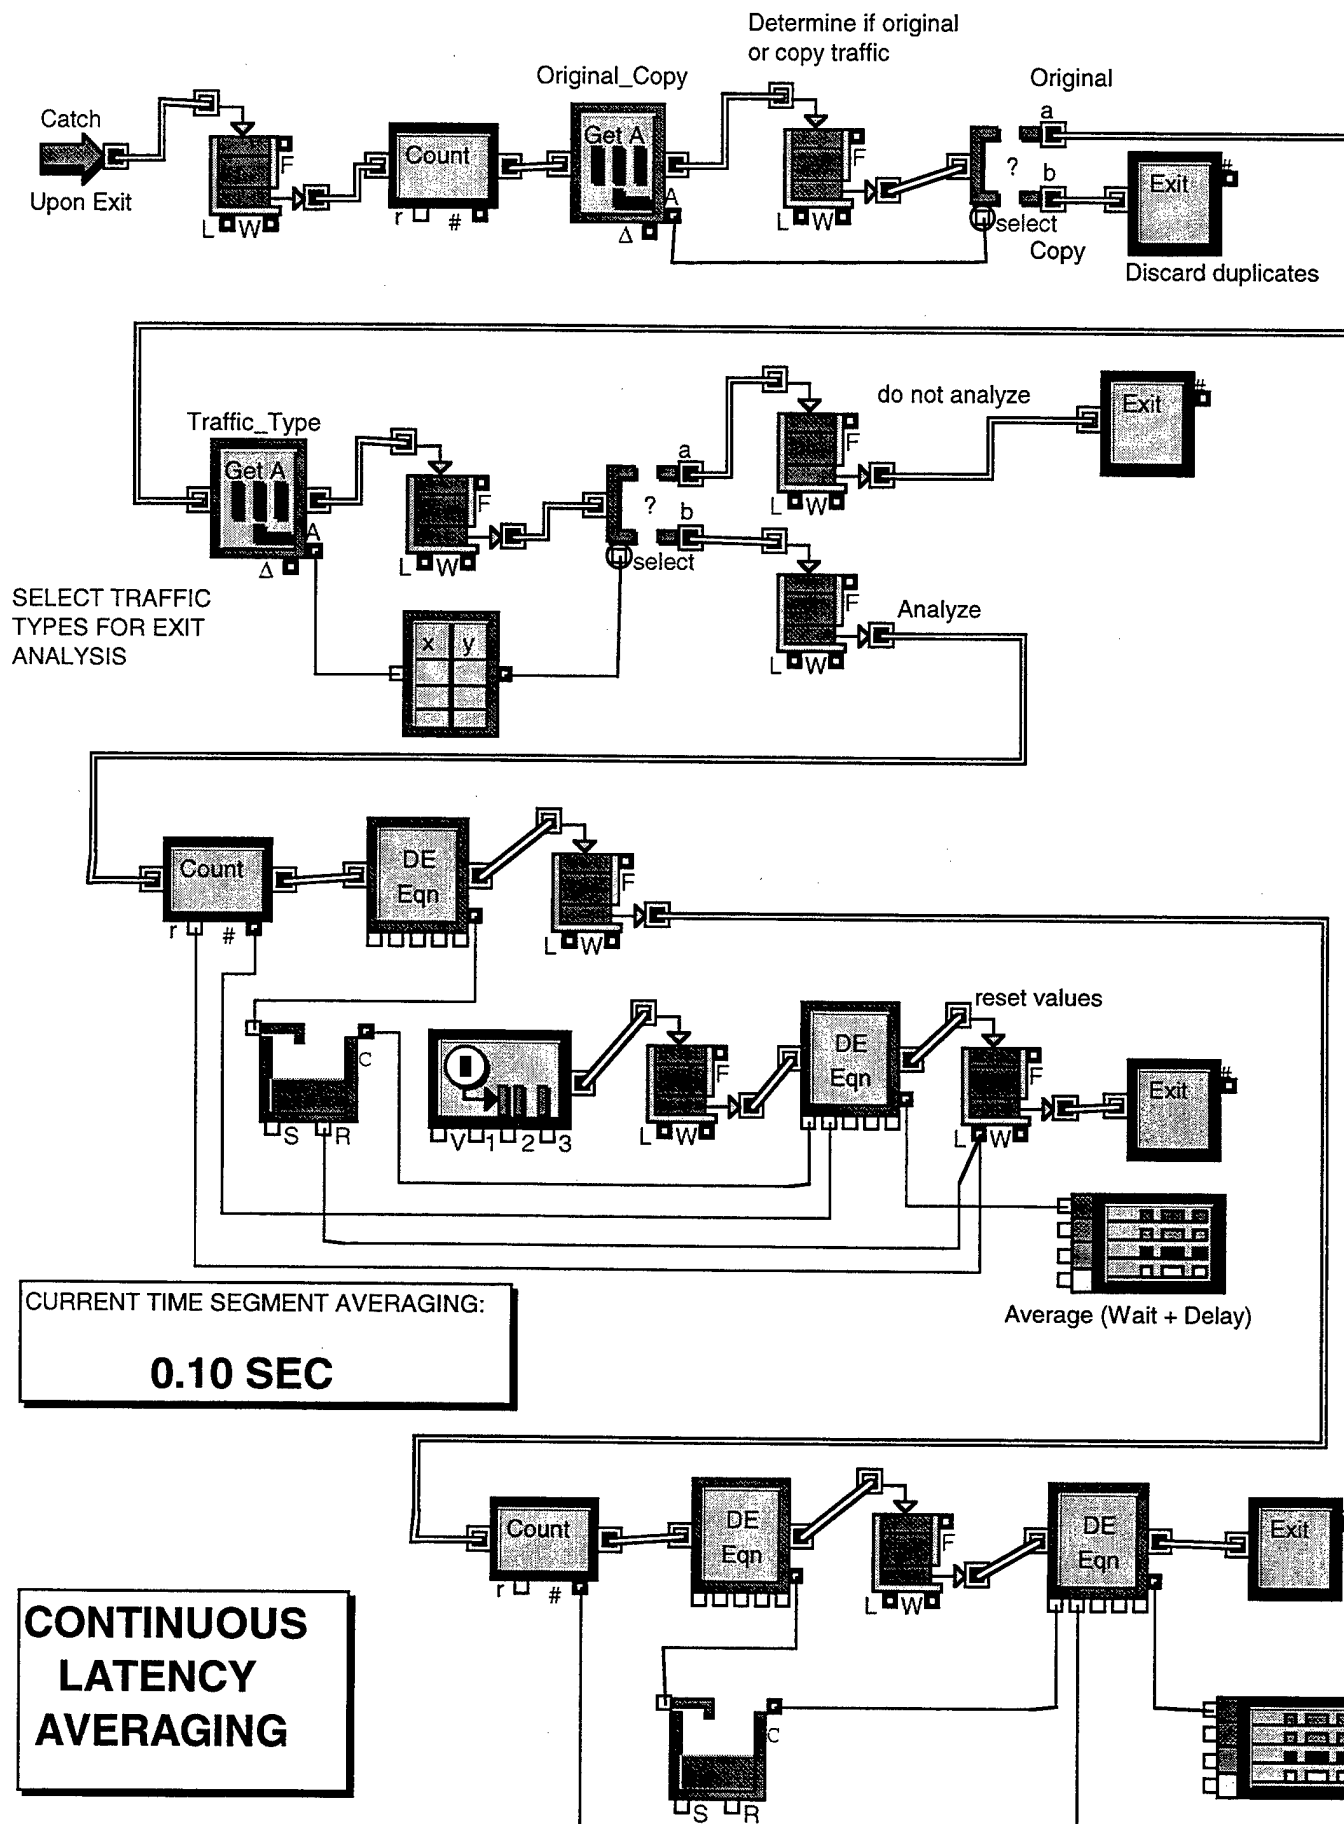 Determine if original
or copy traffic
Original_Copy
Original
Catch
a
Get A
F
Count
F
?
b
Exit
#
Upon Exit
A
L W
r #
L W
select
Δ
Copy
Discard duplicates
do not analyze
Exit
#
Traffic_Type
a
F
Get A
F
?
b
L W
A
L W
select
Δ
SELECT TRAFFIC
TYPES FOR EXIT
ANALYSIS
F
Analyze
x y
L W
Count
DE
Eqn
F
r #
L W
reset values
C
DE
Eqn
F
F
Exit
#
S R
V 1 2 3
L W
L W
CURRENT TIME SEGMENT AVERAGING:
0.10 SEC
Average (Wait + Delay)
Count
DE
Eqn
F
DE
Eqn
Exit
r #
L W
CONTINUOUS
LATENCY
AVERAGING
C
S R